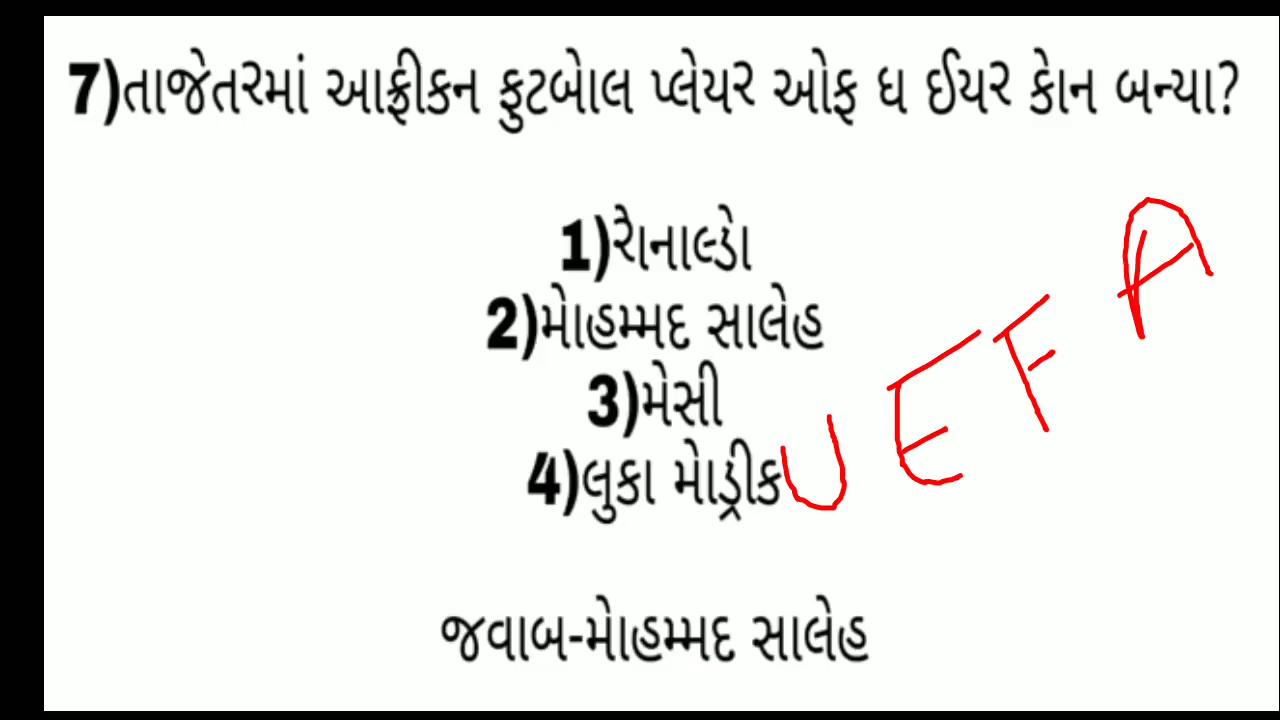 7)તાજેતરમાં આફ્રીકન ફુટબોલ પ્લેયર ઓફ ધ ઈયર કોન બન્યા?
1)રોનાલ્ડો
2)મોહમ્મદ સાલેહ
3)મેસી
4)લુકા મોડ્રીક
UEFA
જવાબ-મોહમ્મદ સાલેહ